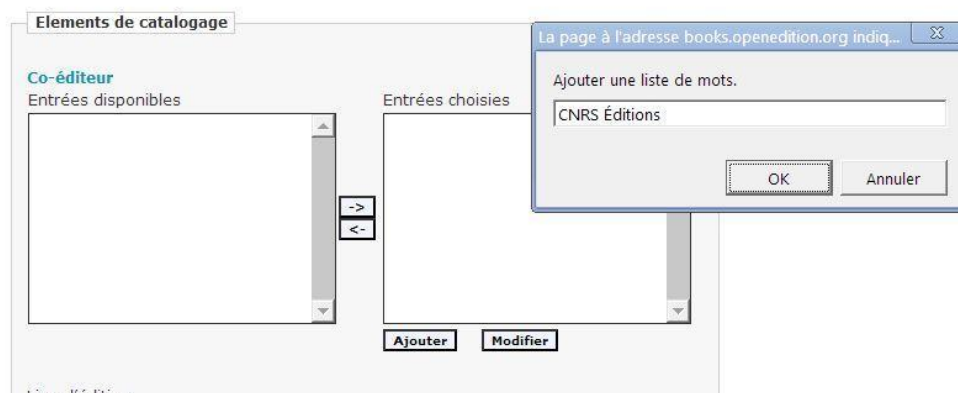 Elements de catalogage
La page à l'adresse books.openedition.org indiq...
Co-éditeur
Entrées disponibles
Entrées choisies
Ajouter une liste de mots.
CNRS Éditions
OK
Annuler
->
<-
Ajouter
Modifier